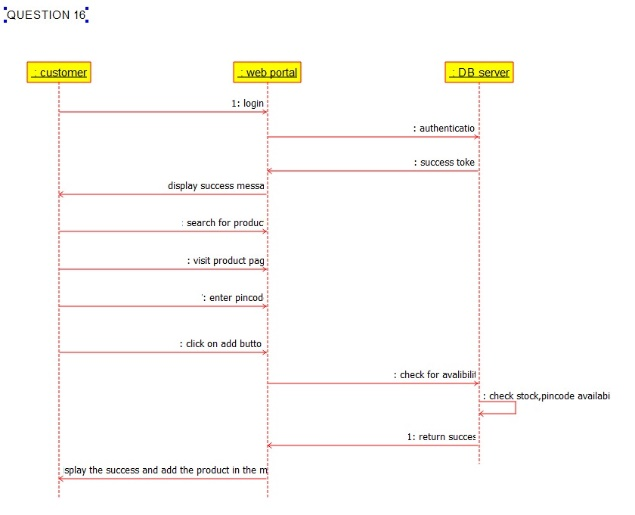 QUESTION 16
: customer
: web portal
: DB server
1: login
: authenticatio
: success toke
display success messa
: search for produc
: visit product pag
: enter pincod
: click on add butto
: check for avalibilit
: check stock,pincode availabi
1: return succes
splay the success and add the product in the m